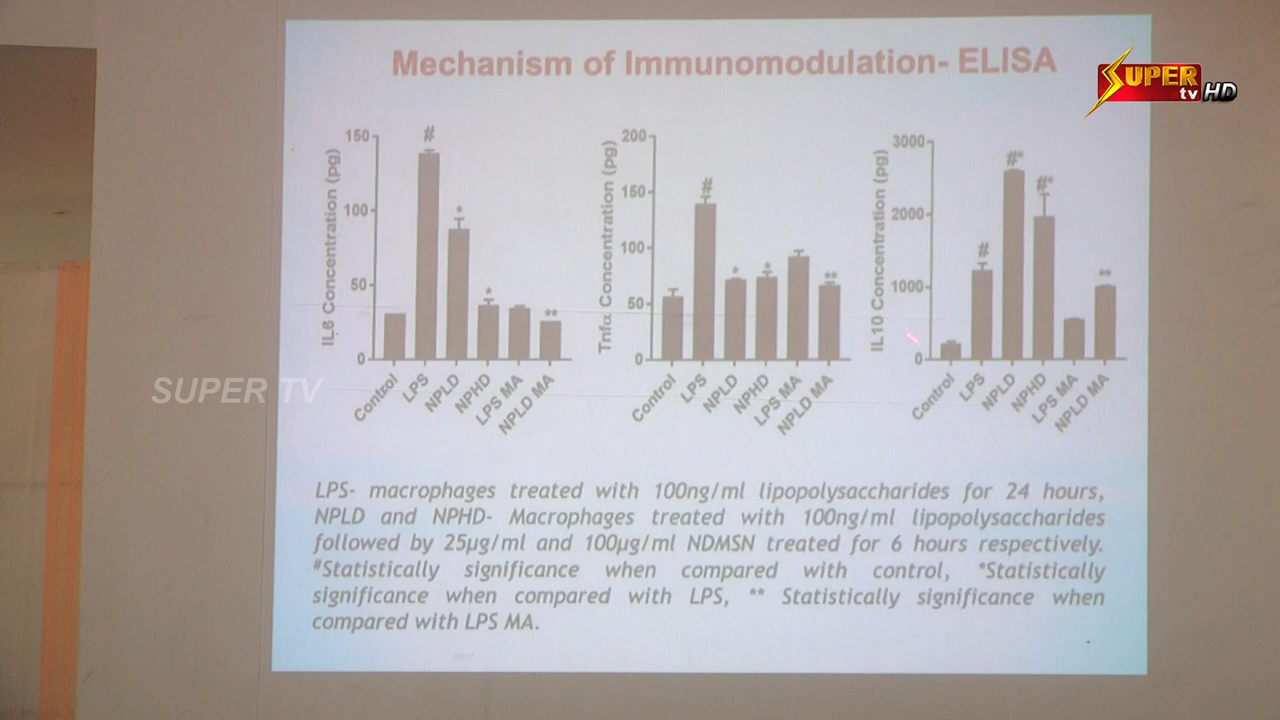 Mechanism of Immunomodulation- ELISA
SUPER
tv HD
IL6 Concentration (pg)
150
100
50
0
#
*
*
**
Control
LPS
NPLD
NPHD
LPS MA
NPLD MA
Tnfα Concentration (pg)
200
150
100
50
0
#
*
*
**
Control
LPS
NPLD
NPHD
LPS MA
NPLD MA
IL10 Concentration (pg)
3000
2000
1000
0
#
#*
#*
**
Control
LPS
NPLD
NPHD
LPS MA
NPLD MA
SUPER TV
LPS- macrophages treated with 100ng/ml lipopolysaccharides for 24 hours,
NPLD and NPHD- Macrophages treated with 100ng/ml lipopolysaccharides
followed by 25µg/ml and 100µg/ml NDMSN treated for 6 hours respectively.
#Statistically significance when compared with control, *Statistically
significance when compared with LPS, ** Statistically significance when
compared with LPS MA.